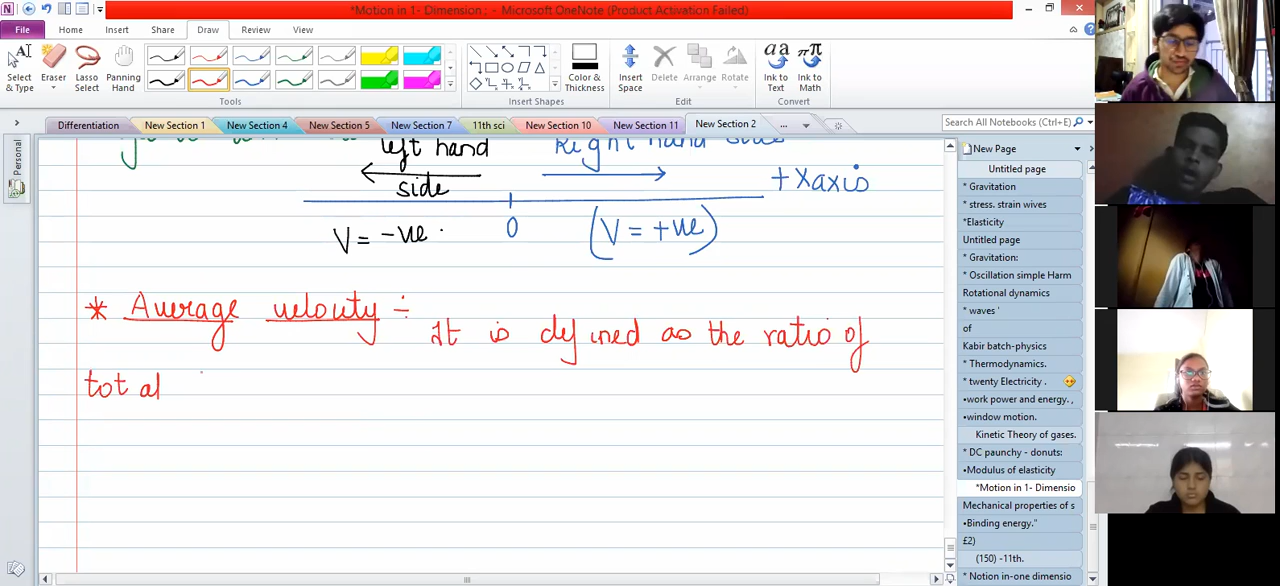 *Motion in 1- Dimension : - Microsoft OneNote (Product Activation Failed)
File Home Insert Share Draw Review View
Select & Type
Eraser
Lasso Select
Panning Hand
Color & Thickness
Insert Space
Delete
Arrange
Rotate
Ink to Text
Ink to Math
Tools Insert Shapes Edit Convert
Differentiation New Section 1 New Section 4 New Section 5 New Section 7 11th sci New Section 10 New Section 11 New Section 2 ... Search All Notebooks (Ctrl+E)
Personal
left hand Right hand side
side + x axis
V = -ve. 0 (V = +ve)
* Average velocity ÷ It is defined as the ratio of
total
New Page
Untitled page
* Gravitation
* stress. strain wives
*Elasticity
Untitled page
* Gravitation:
* Oscillation simple Harm
Rotational dynamics
* waves '
of
Kabir batch-physics
* Thermodynamics.
* twenty Electricity .
•work power and energy. ,
•window motion.
Kinetic Theory of gases.
* DC paunchy - donuts:
•Modulus of elasticity
*Motion in 1- Dimensio
Mechanical properties of s
•Binding energy."
£2)
(150) -11th.
* Notion in-one dimensio